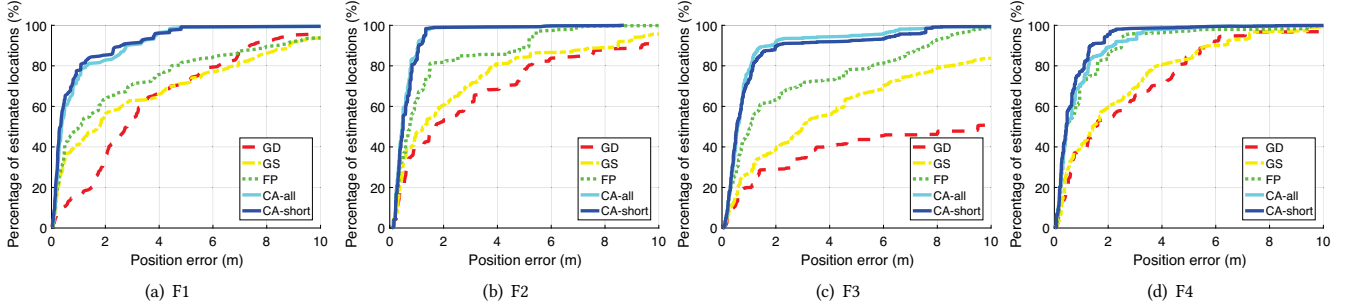 Percentage of estimated locations (%)
100
80
60
40
20
0
GD
GS
FP
CA-all
CA-short
0 2 4 6 8 10
Position error (m)
(a) F1
Percentage of estimated locations (%)
100
80
60
40
20
0
GD
GS
FP
CA-all
CA-short
0 2 4 6 8 10
Position error (m)
(b) F2
Percentage of estimated locations (%)
100
80
60
40
20
0
GD
GS
FP
CA-all
CA-short
0 2 4 6 8 10
Position error (m)
(c) F3
Percentage of estimated locations (%)
100
80
60
40
20
0
GD
GS
FP
CA-all
CA-short
0 2 4 6 8 10
Position error (m)
(d) F4